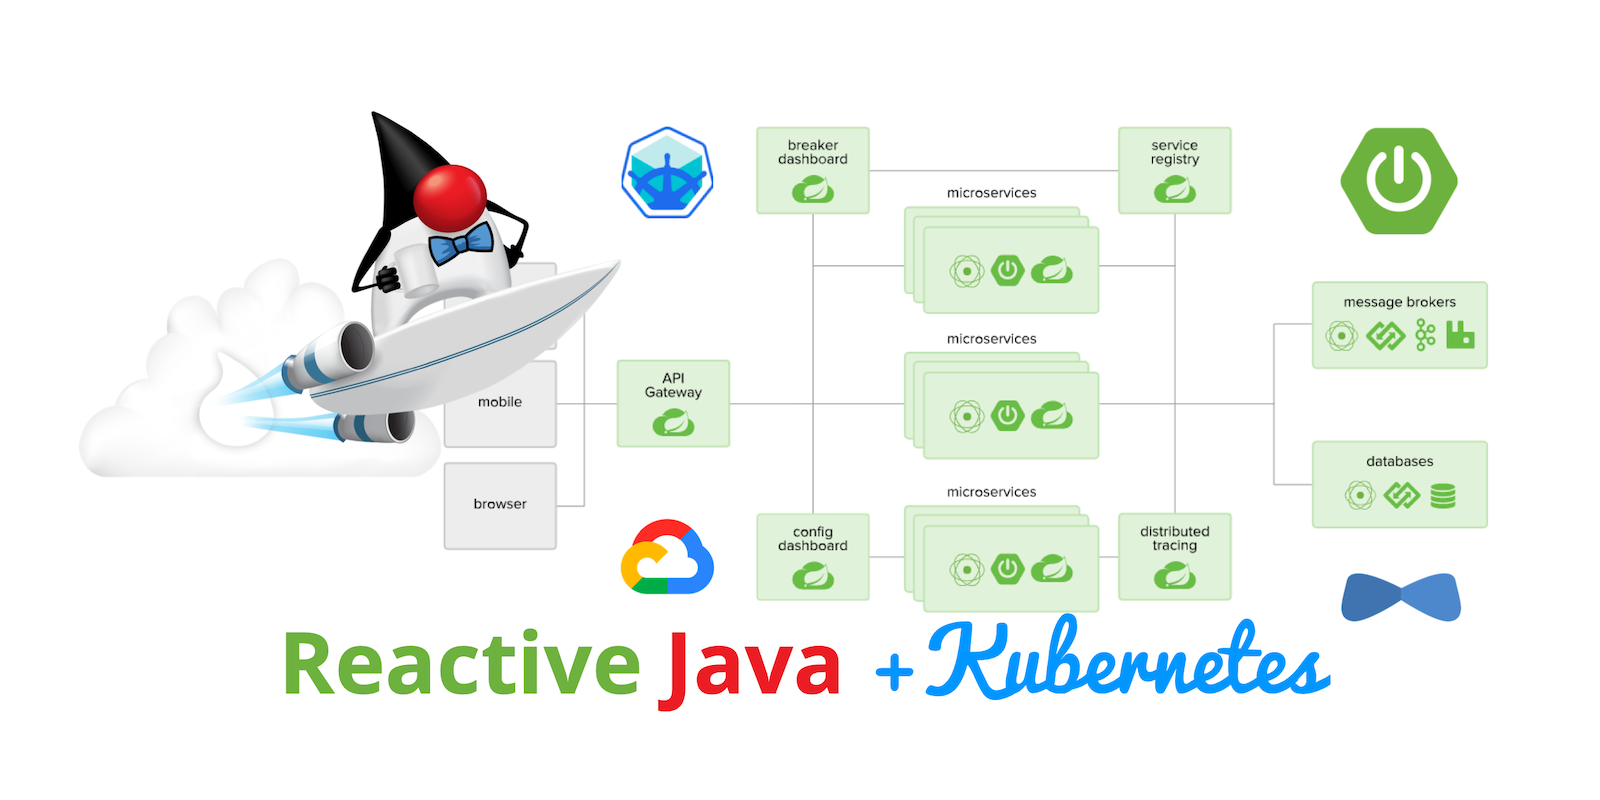 breaker
dashboard
service
registry
microservices
message brokers
microservices
API
Gateway
mobile
databases
microservices
browser
config
dashboard
distributed
tracing
Reactive Java + Kubernetes